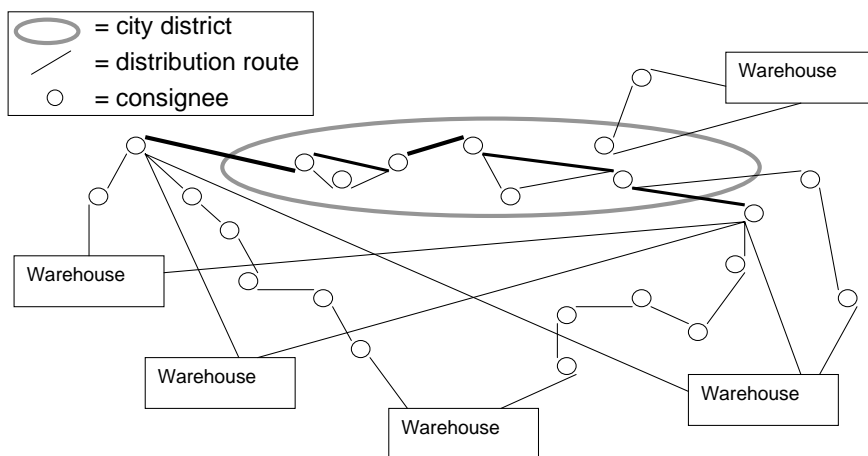 = city district
= distribution route
= consignee
Warehouse
Warehouse
Warehouse
Warehouse
Warehouse